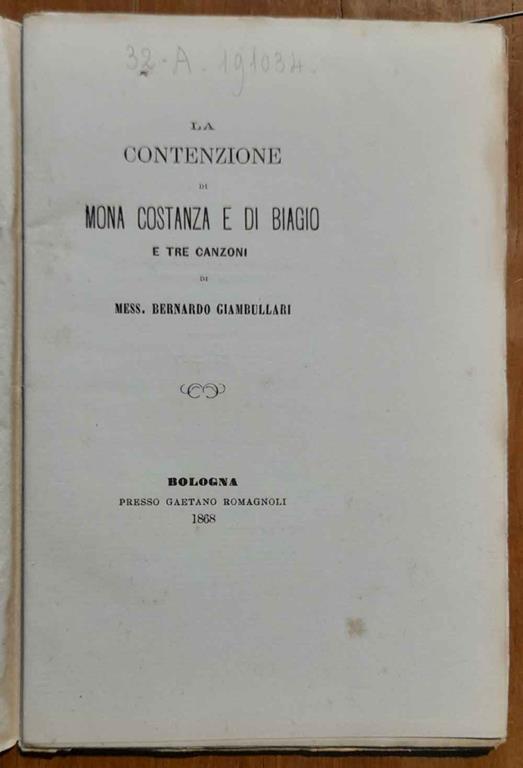 32-A. 191034.
LA
CONTENZIONE
DI
MONA COSTANZA E DI BIAGIO
E TRE CANZONI
DI
MESS. BERNARDO GIAMBULLARI
BOLOGNA
PRESSO GAETANO ROMAGNOLI
1868